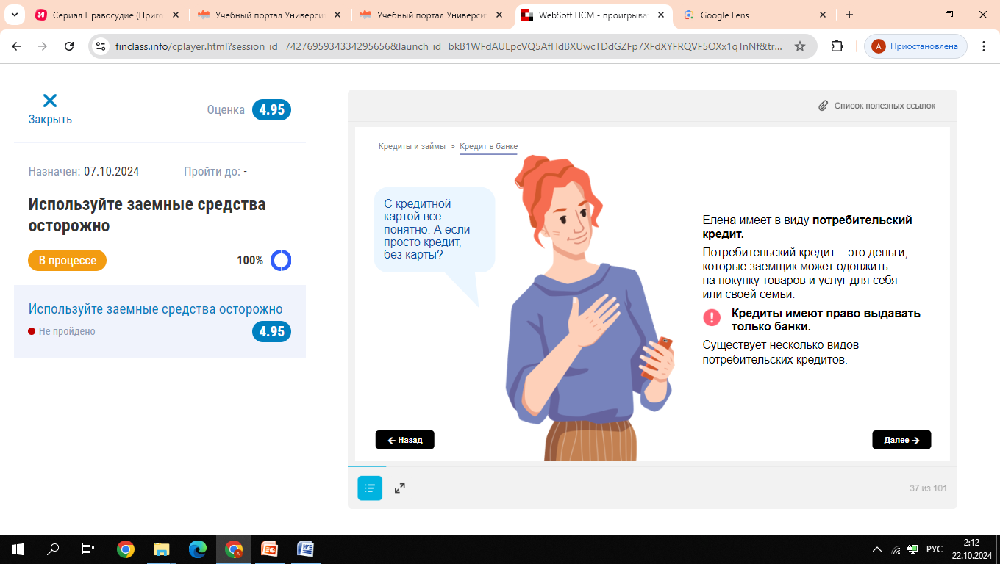 Сериал Правосудие (Приго
Учебный портал Универси
Учебный портал Универси
WebSoft HCM - проигрыва
Google Lens
finclass.info/cplayer.html?session_id=7427695934334295656&launch_id=bkB1WFdAUEpcVQ5AfHdBXUwcTDdGZFp7XFdXYFRQVF5OXx1qTnNf&tr...
А
Приостановлена
Закрыть
Оценка 4.95
Назначен: 07.10.2024 Пройти до: -
Используйте заемные средства
осторожно
В процессе 100%
Используйте заемные средства осторожно
Не пройдено 4.95
Список полезных ссылок
Кредиты и займы > Кредит в банке
С кредитной
картой все
понятно. А если
просто кредит,
без карты?
Елена имеет в виду потребительский
кредит.
Потребительский кредит – это деньги,
которые заемщик может одолжить
на покупку товаров и услуг для себя
или своей семьи.
Кредиты имеют право выдавать
только банки.
Существует несколько видов
потребительских кредитов.
Назад
Далее
37 из 101
РУС
2:12
22.10.2024